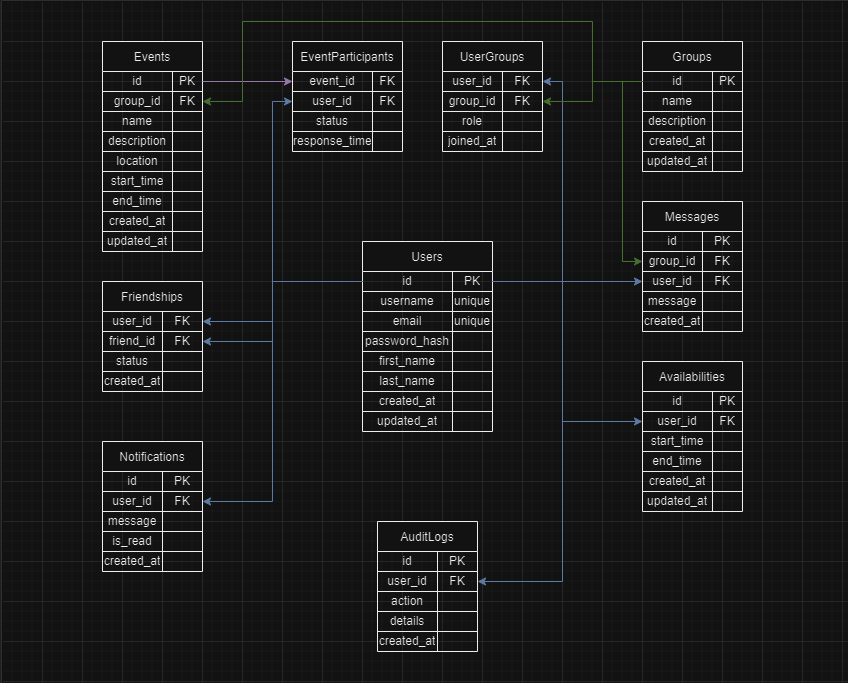 Events
id PK
group_id FK
name
description
location
start_time
end_time
created_at
updated_at
EventParticipants
event_id FK
user_id FK
status
response_time
UserGroups
user_id FK
group_id FK
role
joined_at
Groups
id PK
name
description
created_at
updated_at
Messages
id PK
group_id FK
user_id FK
message
created_at
Users
id PK
username unique
email unique
password_hash
first_name
last_name
created_at
updated_at
Friendships
user_id FK
friend_id FK
status
created_at
Availabilities
id PK
user_id FK
start_time
end_time
created_at
updated_at
Notifications
id PK
user_id FK
message
is_read
created_at
AuditLogs
id PK
user_id FK
action
details
created_at